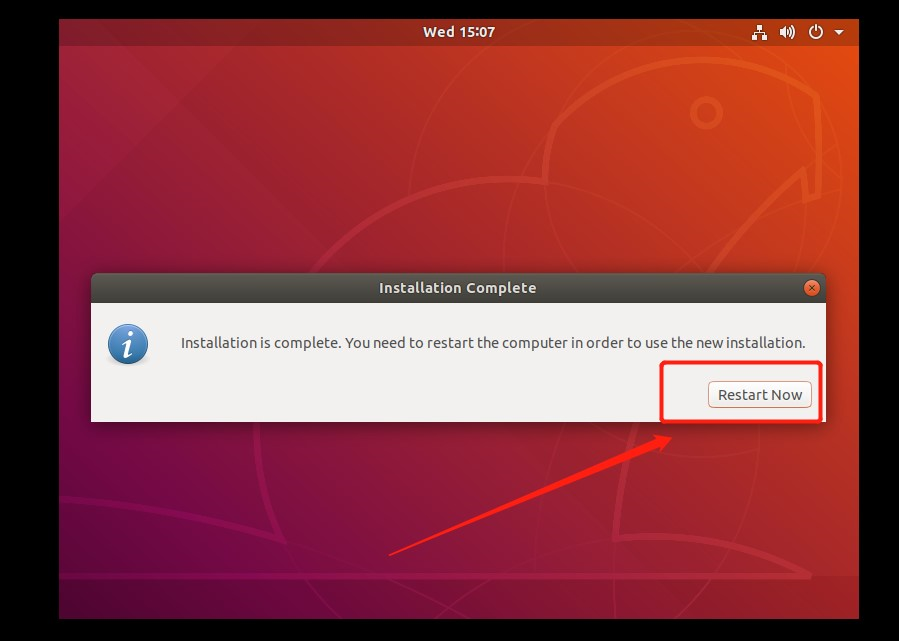 Wed 15:07
Installation Complete
Installation is complete. You need to restart the computer in order to use the new installation.
Restart Now